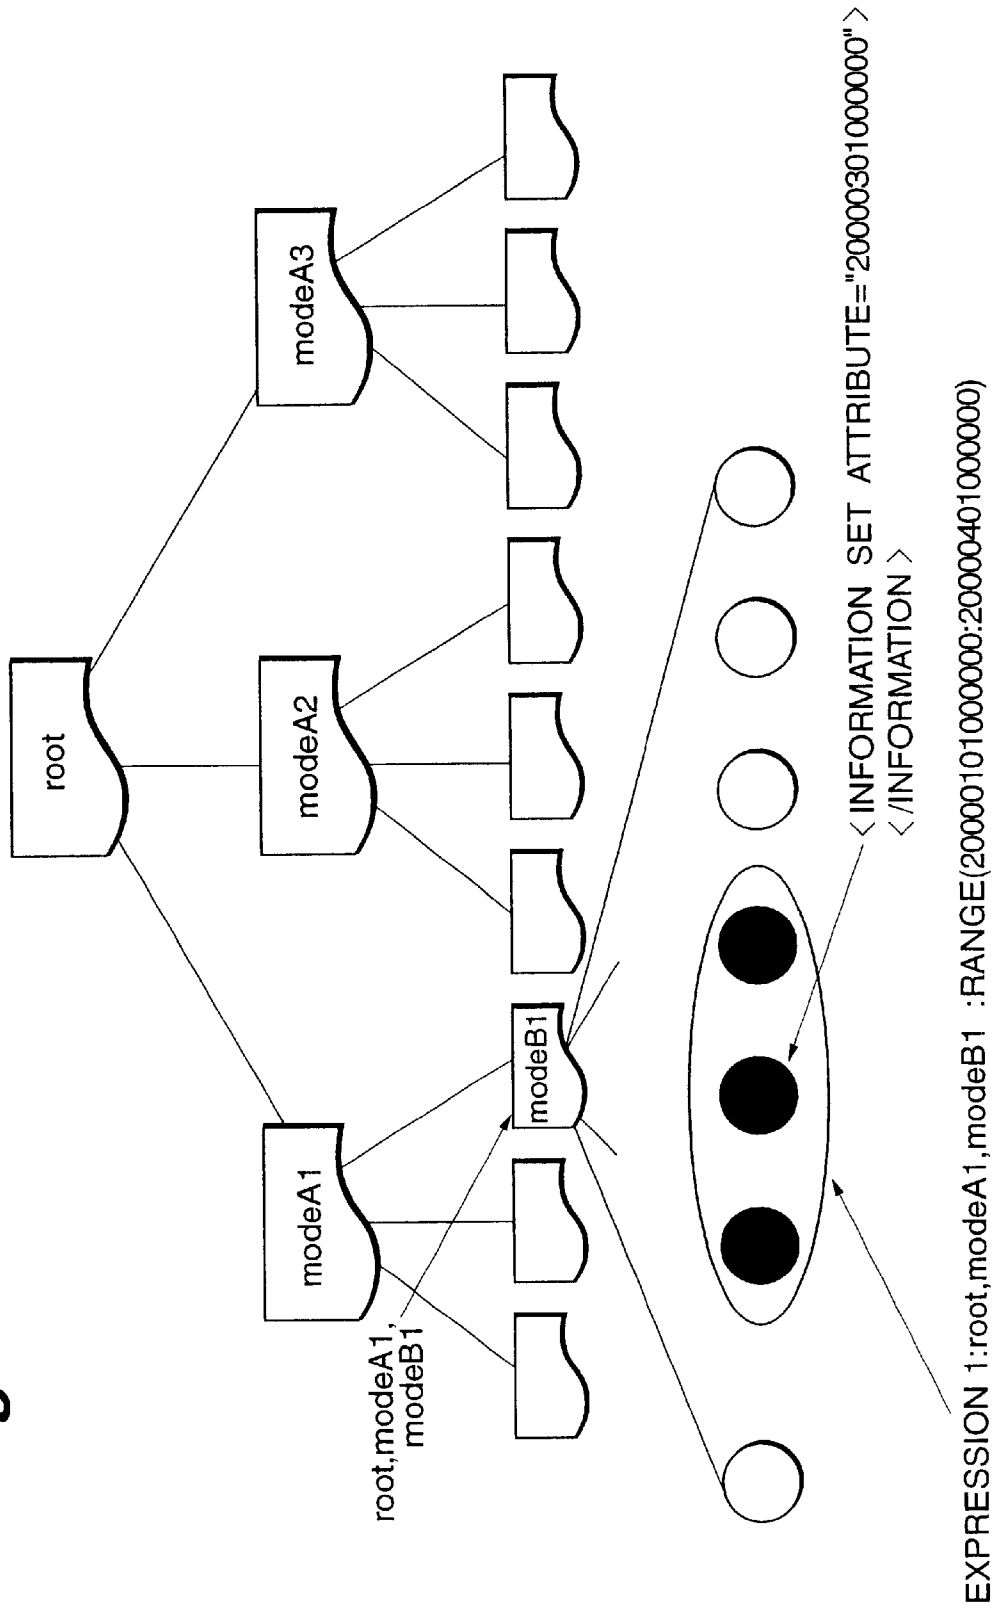 root
modeA1
modeA2
modeA3
root,modeA1,
modeB1
modeB1
<INFORMATION SET ATTRIBUTE="20000301000000">
</INFORMATION>
EXPRESSION 1:root,modeA1,modeB1 :RANGE(20000101000000:20000401000000)